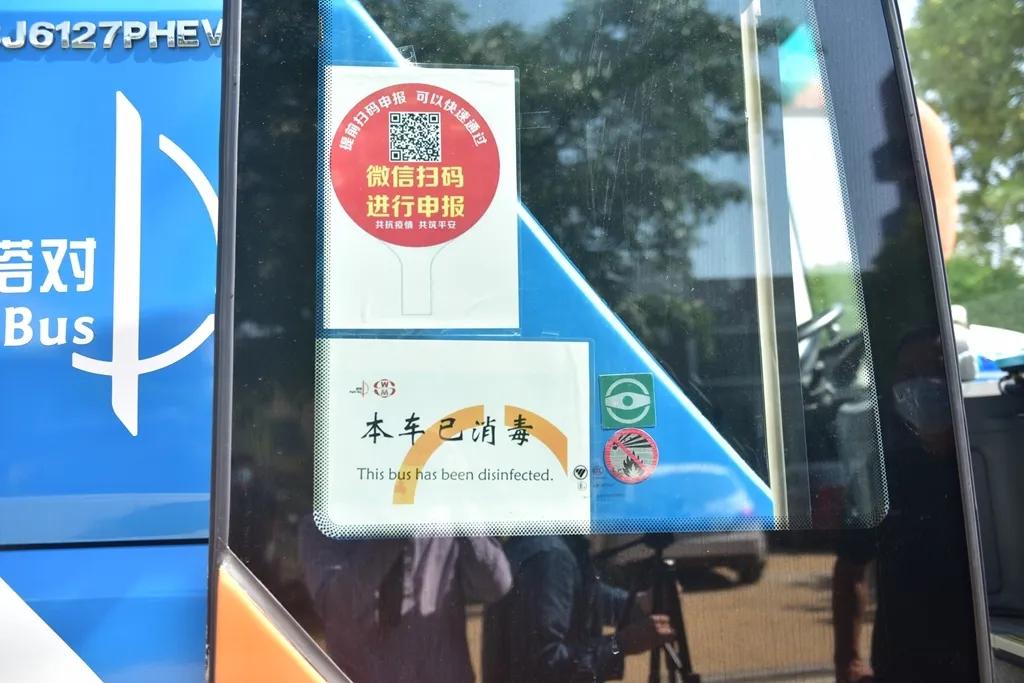 J6127PHEV
塔对
Bus
提前扫码申报 可以快速通过
微信扫码
进行申报
共抗疫情 共筑平安
本车已消毒
This bus has been disinfected.